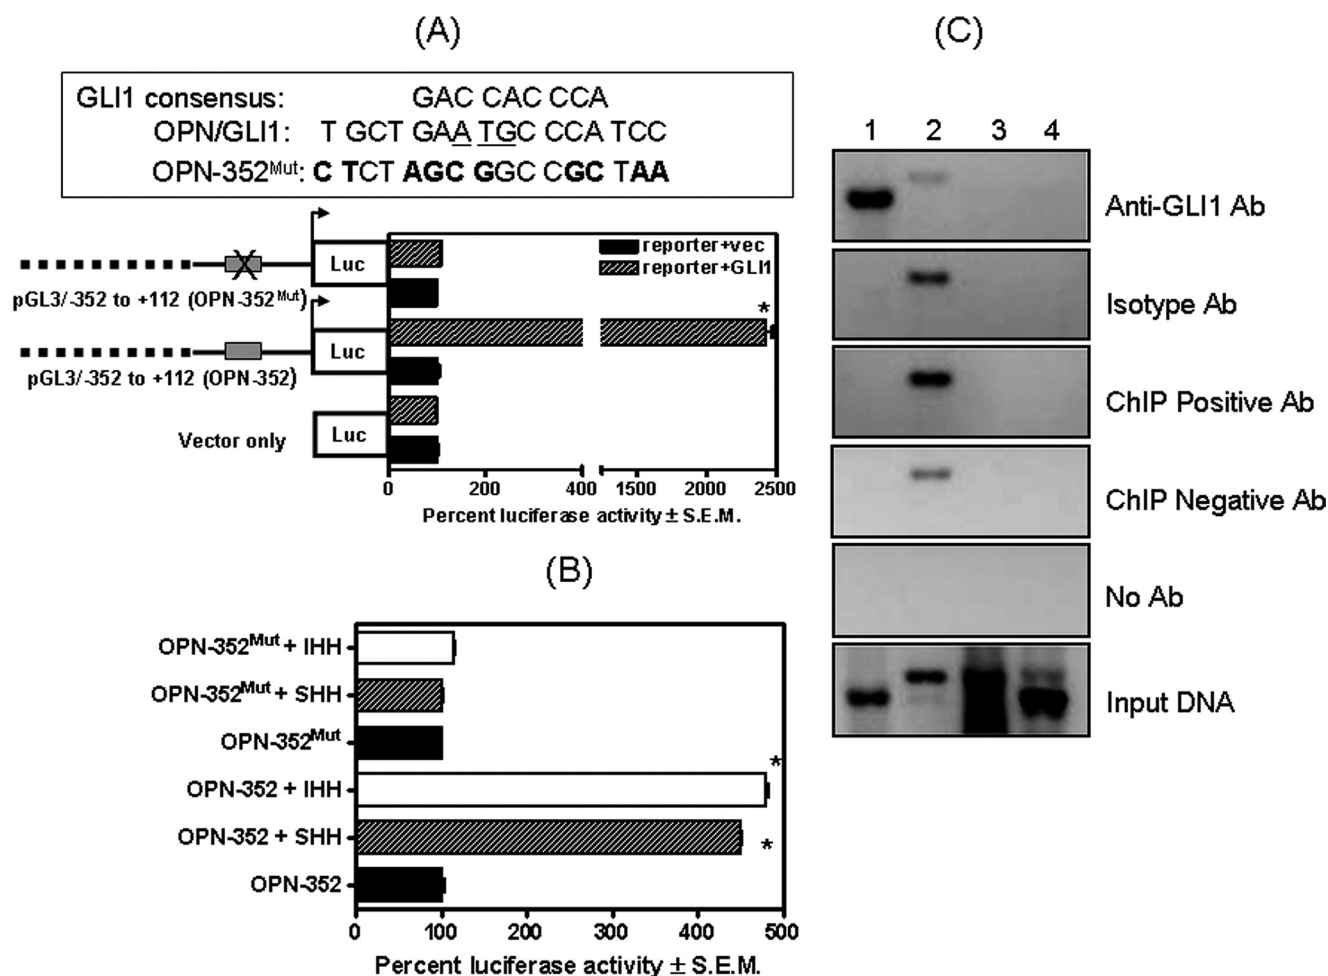 (A)
GLI1 consensus: GAC CAC CCA
OPN/GLI1: T GCT GAA TGC CCA TCC
OPN-352Mut: C TCT AGCG GGC CGC TAA
reporter+vec
reporter+GLI1
Luc
pGL3/-352 to +112 (OPN-352Mut)
*
Luc
pGL3/-352 to +112 (OPN-352)
Vector only
Luc
0 200 400 1500 2000 2500
Percent luciferase activity ± S.E.M.
(B)
OPN-352Mut + IHH
OPN-352Mut + SHH
OPN-352Mut
OPN-352 + IHH
*
OPN-352 + SHH
*
OPN-352
0 100 200 300 400 500
Percent luciferase activity ± S.E.M.
(C)
1 2 3 4
Anti-GLI1 Ab
Isotype Ab
ChIP Positive Ab
ChIP Negative Ab
No Ab
Input DNA